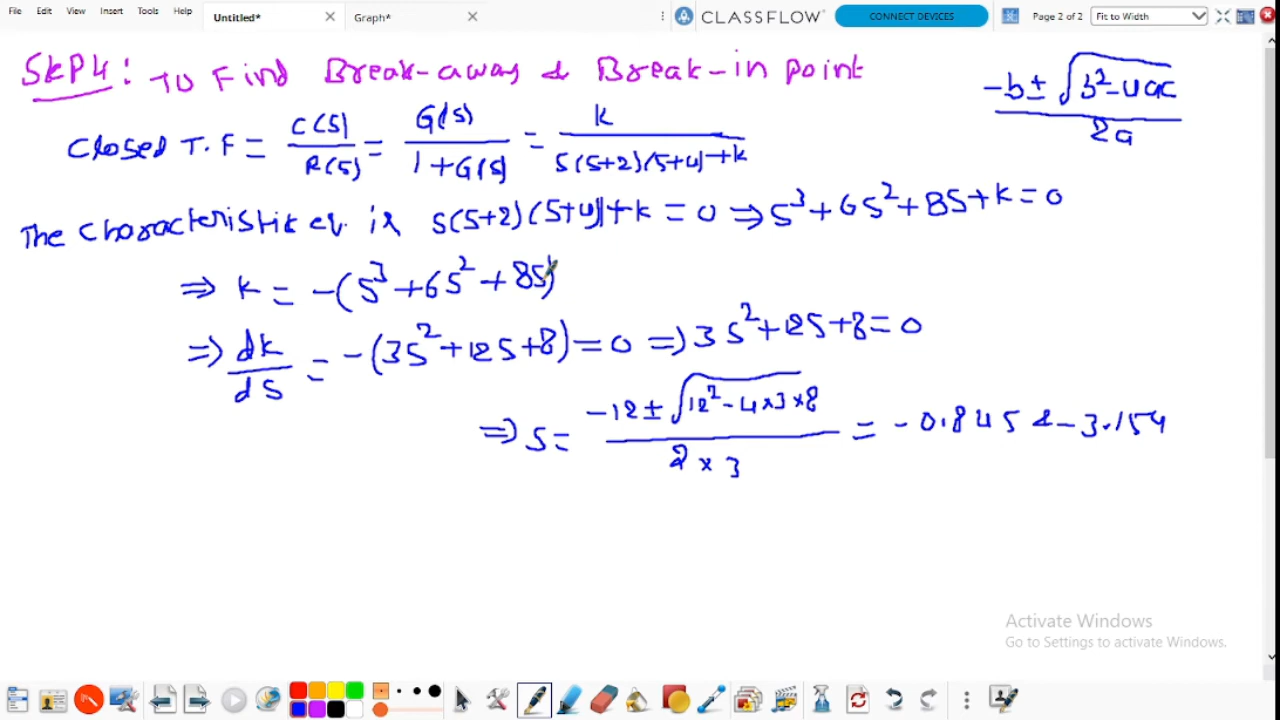 File Edit View Insert Tools Help Untitled* Graph* CLASSFLOW CONNECT DEVICES Page 2 of 2 Fit to Width
Step 4: To Find Break-away & Break-in point
-b ± √(b² - 4ac) / 2a
Closed T.F = C(S)/R(S) = G(S)/(1+G(S)) = k/(S(S+2)(S+4)+k)
The characteristik eq. is S(S+2)(S+4)+k = 0 ⇒ S³+6S²+8S+k = 0
⇒ k = -(S³+6S²+8S)
⇒ dk/dS = -(3S²+12S+8) = 0 ⇒ 3S²+12S+8 = 0
⇒ S = (-12 ± √(12² - 4×3×8)) / (2×3) = -0.845 & -3.154
Activate Windows
Go to Settings to activate Windows.